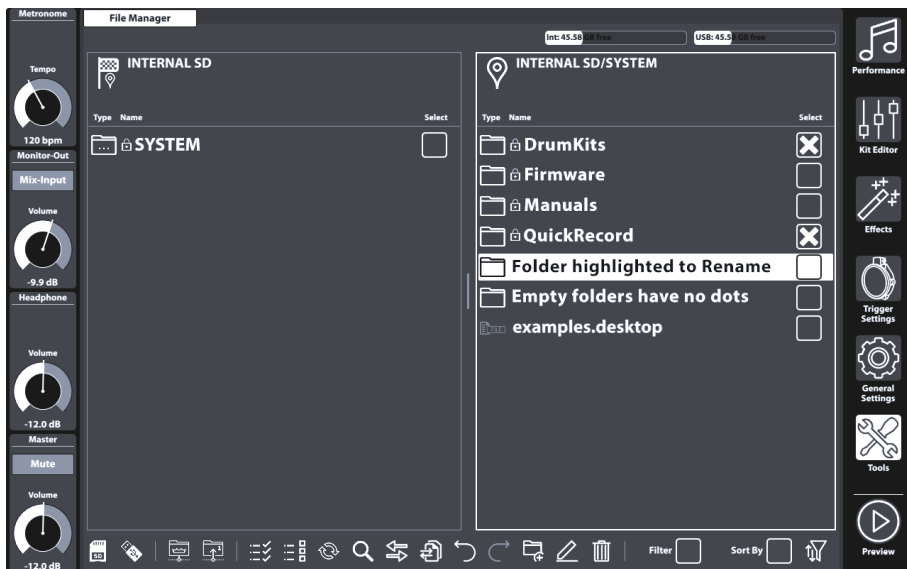 Metronome
Tempo
120 bpm
Monitor-Out
Mix-Input
Volume
-9.9 dB
Headphone
Volume
-12.0 dB
Master
Mute
Volume
-12.0 dB
File Manager
Int: 45.58 GB free
USB: 45.58 GB free
INTERNAL SD
Type Name Select
... SYSTEM
INTERNAL SD/SYSTEM
Type Name Select
DrumKits
Firmware
Manuals
QuickRecord
Folder highlighted to Rename
Empty folders have no dots
FILE examples.desktop
SD
Filter
Sort By
Performance
Kit Editor
Effects
Trigger
Settings
General
Settings
Tools
Preview